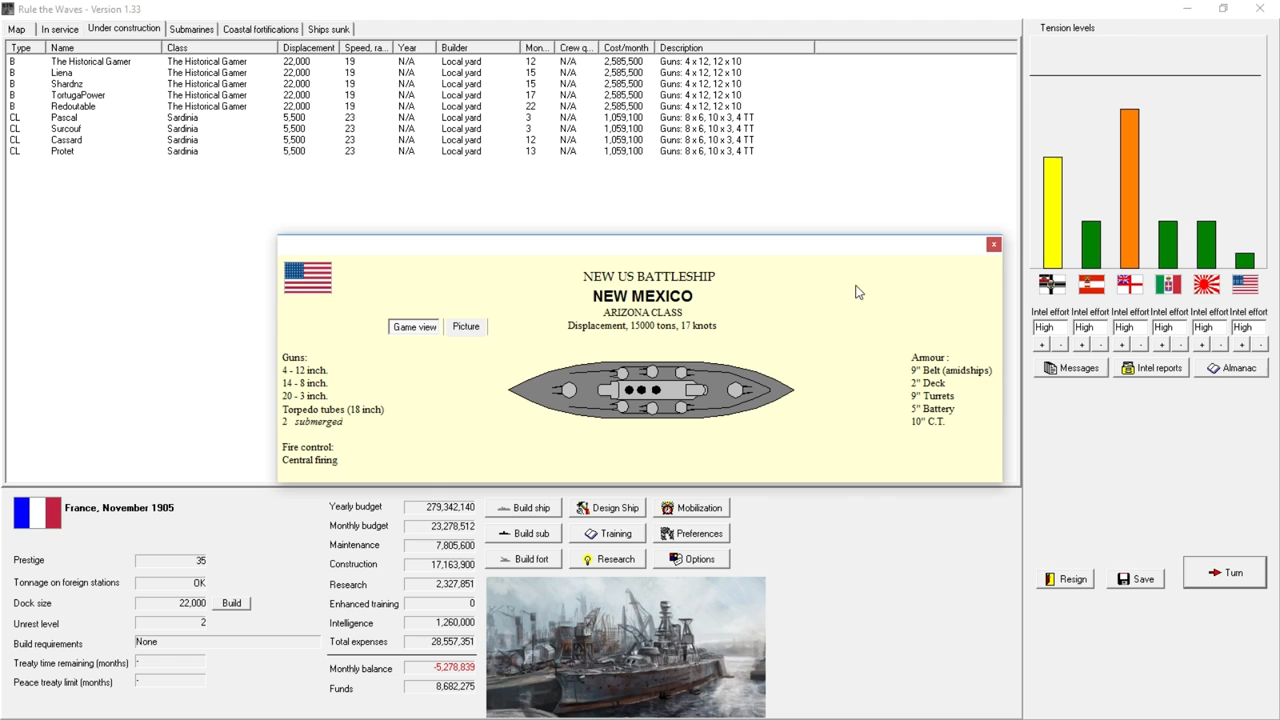 Rule the Waves - Version 1.33
Map In service Under construction Submarines Coastal fortifications Ships sunk
Type Name Class Displacement Speed, ra... Year Builder Mon... Crew q... Cost/month Description
B The Historical Gamer The Historical Gamer 22,000 19 N/A Local yard 12 N/A 2,585,500 Guns: 4 x 12, 12 x 10
B Liena The Historical Gamer 22,000 19 N/A Local yard 15 N/A 2,585,500 Guns: 4 x 12, 12 x 10
B Shardnz The Historical Gamer 22,000 19 N/A Local yard 15 N/A 2,585,500 Guns: 4 x 12, 12 x 10
B TortugaPower The Historical Gamer 22,000 19 N/A Local yard 17 N/A 2,585,500 Guns: 4 x 12, 12 x 10
B Redoutable The Historical Gamer 22,000 19 N/A Local yard 22 N/A 2,585,500 Guns: 4 x 12, 12 x 10
CL Pascal Sardinia 5,500 23 N/A Local yard 3 N/A 1,059,100 Guns: 8 x 6, 10 x 3, 4 TT
CL Surcouf Sardinia 5,500 23 N/A Local yard 3 N/A 1,059,100 Guns: 8 x 6, 10 x 3, 4 TT
CL Cassard Sardinia 5,500 23 N/A Local yard 12 N/A 1,059,100 Guns: 8 x 6, 10 x 3, 4 TT
CL Protet Sardinia 5,500 23 N/A Local yard 13 N/A 1,059,100 Guns: 8 x 6, 10 x 3, 4 TT
Tension levels
Intel effort Intel effort Intel effort Intel effort Intel effort Intel effort
High High High High High High
+ - + - + - + - + - + -
Messages Intel reports Almanac
x
NEW US BATTLESHIP
NEW MEXICO
ARIZONA CLASS
Displacement, 15000 tons, 17 knots
Game view Picture
Guns:
4 - 12 inch.
14 - 8 inch.
20 - 3 inch.
Torpedo tubes (18 inch)
2 submerged
Fire control:
Central firing
Armour :
9" Belt (amidships)
2" Deck
9" Turrets
5" Battery
10" C.T.
France, November 1905
Prestige 35
Tonnage on foreign stations OK
Dock size 22,000 Build
Unrest level 2
Build requirements None
Treaty time remaining (months) -
Peace treaty limit (months) -
Yearly budget 279,342,140
Monthly budget 23,278,512
Maintenance 7,805,600
Construction 17,163,900
Research 2,327,851
Enhanced training 0
Intelligence 1,260,000
Total expenses 28,557,351
Monthly balance -5,278,839
Funds 8,682,275
Build ship Design Ship Mobilization
Build sub Training Preferences
Build fort Research Options
Resign Save Turn